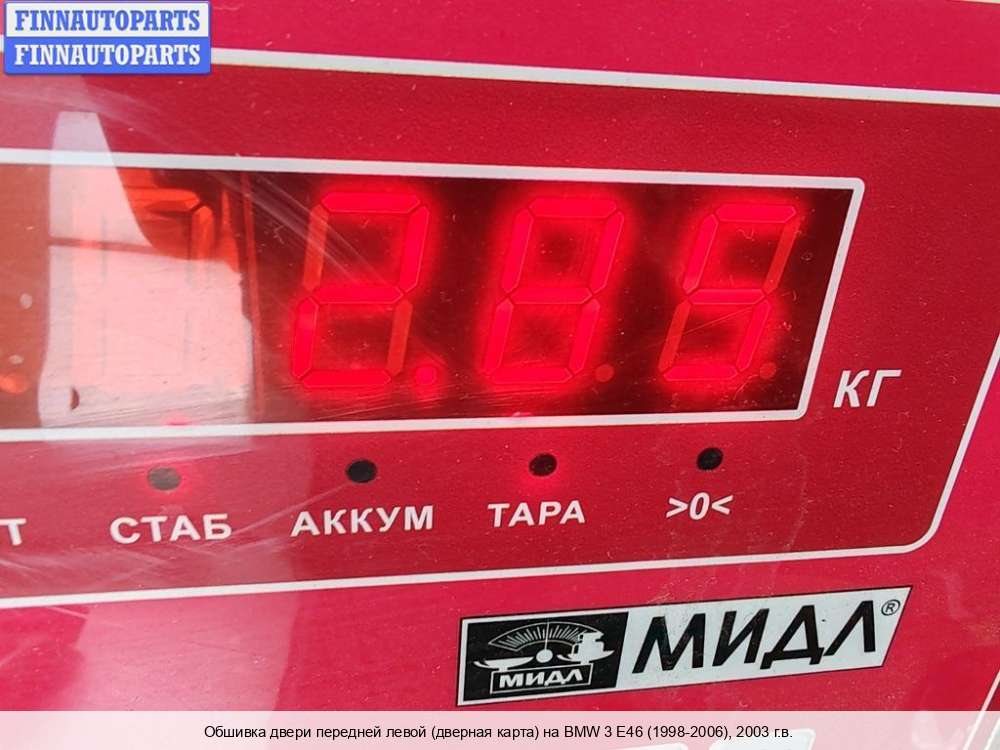 FINNAUTOPARTS
FINNAUTOPARTS
2.85
КГ
Т СТАБ АККУМ ТАРА >0<
МИДЛ МИДЛ®
Обшивка двери передней левой (дверная карта) на BMW 3 E46 (1998-2006), 2003 г.в.